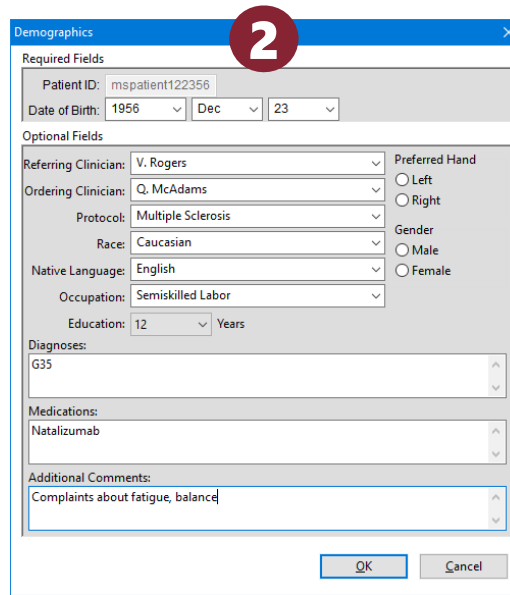 2
Demographics
Required Fields
Patient ID: mspatient122356
Date of Birth: 1956 Dec 23
Optional Fields
Referring Clinician: V. Rogers
Ordering Clinician: Q. McAdams
Protocol: Multiple Sclerosis
Race: Caucasian
Native Language: English
Occupation: Semiskilled Labor
Education: 12 Years
Preferred Hand
Left
Right
Gender
Male
Female
Diagnoses:
G35
Medications:
Natalizumab
Additional Comments:
Complaints about fatigue, balance
OK Cancel